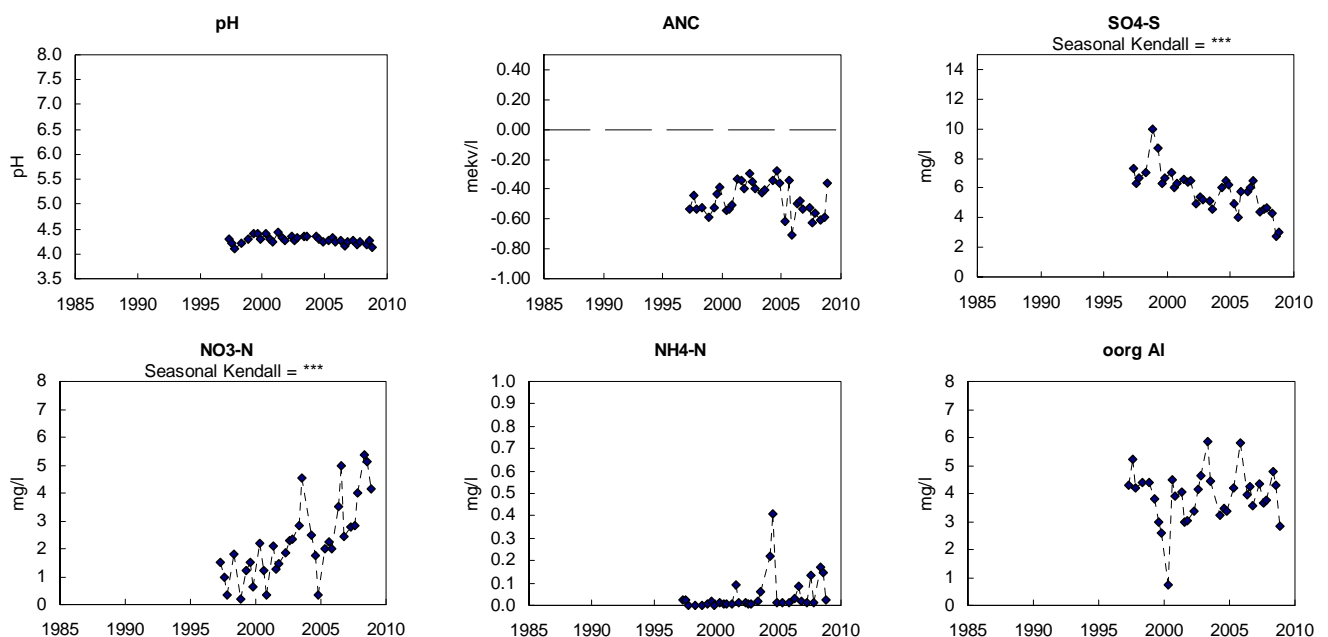 pH
8.0
7.5
7.0
6.5
6.0
5.5
5.0
4.5
4.0
3.5
pH
1985 1990 1995 2000 2005 2010
ANC
0.40
0.20
0.00
-0.20
-0.40
-0.60
-0.80
-1.00
mekv/l
1985 1990 1995 2000 2005 2010
SO4-S
Seasonal Kendall = ***
14
12
10
8
6
4
2
0
mg/l
1985 1990 1995 2000 2005 2010
NO3-N
Seasonal Kendall = ***
8
7
6
5
4
3
2
1
0
mg/l
1985 1990 1995 2000 2005 2010
NH4-N
1.0
0.9
0.8
0.7
0.6
0.5
0.4
0.3
0.2
0.1
0.0
mg/l
1985 1990 1995 2000 2005 2010
oorg Al
8
7
6
5
4
3
2
1
0
mg/l
1985 1990 1995 2000 2005 2010